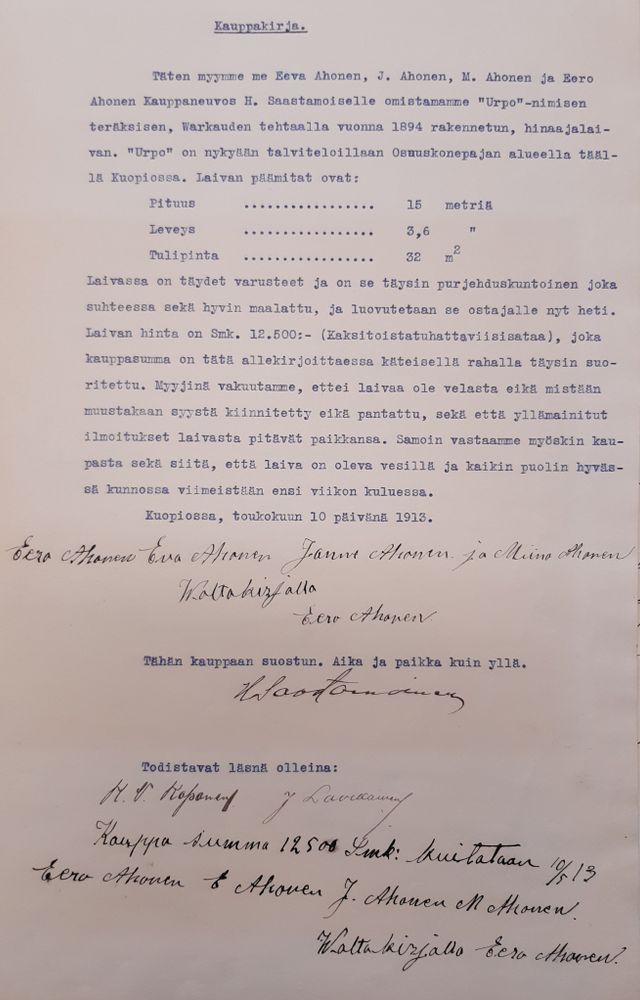 Kauppakirja.
Täten myymme me Eeva Ahonen, J. Ahonen, M. Ahonen ja Eero
Ahonen Kauppaneuvos H. Saastamoiselle omistamamme "Urpo"-nimisen
teräksisen, Warkauden tehtaalla vuonna 1894 rakennetun, hinaajalai-
van. "Urpo" on nykyään talviteloillaan Osuuskonepajan alueella tääl-
lä Kuopiossa. Laivan päämitat ovat:
Pituus ................. 15 metriä
Leveys ................. 3,6 "
Tulipinta ................. 32 m²
Laivassa on täydet varusteet ja on se täysin purjehduskuntoinen joka
suhteessa sekä hyvin maalattu, ja luovutetaan se ostajalle nyt heti.
Laivan hinta on Smk. 12.500:- (Kaksitoistatuhattaviisisataa), joka
kauppasumma on tätä allekirjoittaessa käteisellä rahalla täysin suo-
ritettu. Myyjinä vakuutamme, ettei laivaa ole velasta eikä mistään
muustakaan syystä kiinnitetty eikä pantattu, sekä että yllämainitut
ilmoitukset laivasta pitävät paikkansa. Samoin vastaamme myöskin kau-
pasta sekä siitä, että laiva on oleva vesillä ja kaikin puolin hyväs-
sä kunnossa viimeistään ensi viikon kuluessa.
Kuopiossa, toukokuun 10 päivänä 1913.
Eero Ahonen Eva Ahonen Janne Ahonen ja Miina Ahonen
Waltakirjalla
Eero Ahonen
Tähän kauppaan suostun. Aika ja paikka kuin yllä.
H Saastamoinen
Todistavat läsnä olleina:
K. V. Koponen J
Kauppa summa 12500 Smk: kuitataan 10/5 13
Eero Ahonen E Ahonen J. Ahonen M Ahonen.
Waltakirjalla Eero Ahonen.